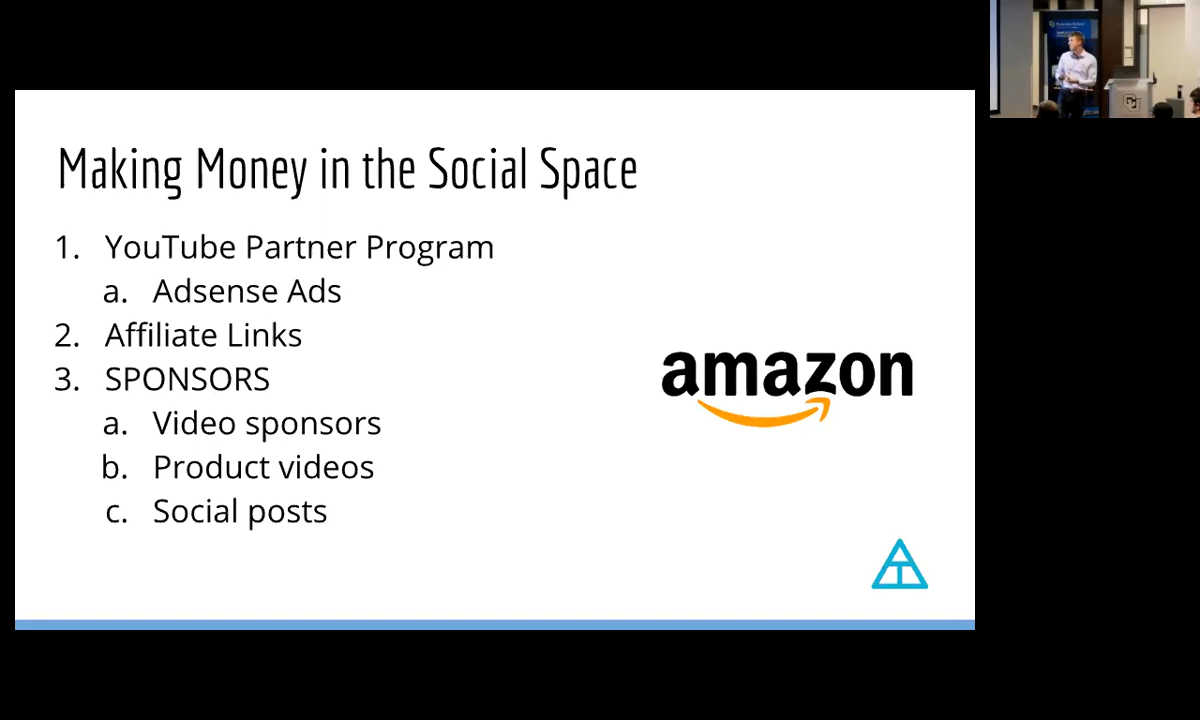 Making Money in the Social Space
1. YouTube Partner Program
a. Adsense Ads
2. Affiliate Links
3. SPONSORS
a. Video sponsors
b. Product videos
c. Social posts
amazon